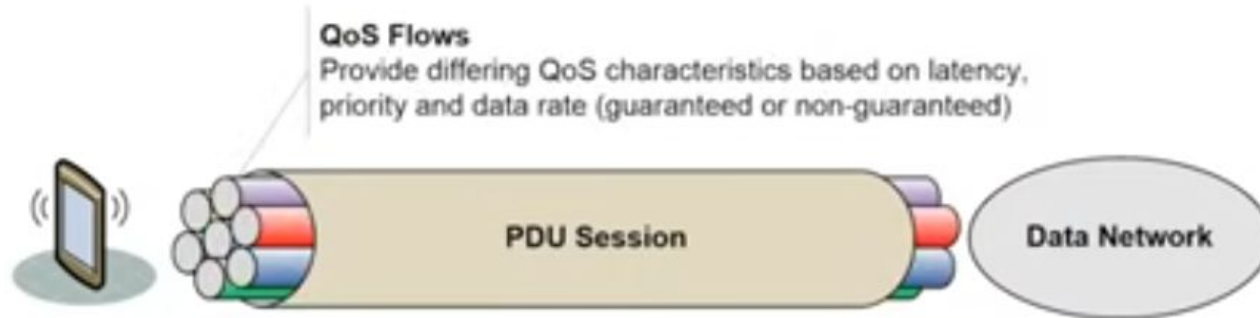 QoS Flows
Provide differing QoS characteristics based on latency,
priority and data rate (guaranteed or non-guaranteed)
PDU Session
Data Network